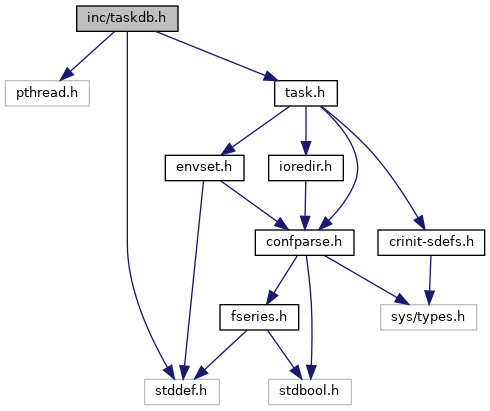 inc/taskdb.h
pthread.h
task.h
envset.h
ioredir.h
confparse.h
crinit-sdefs.h
fseries.h
sys/types.h
stddef.h
stdbool.h